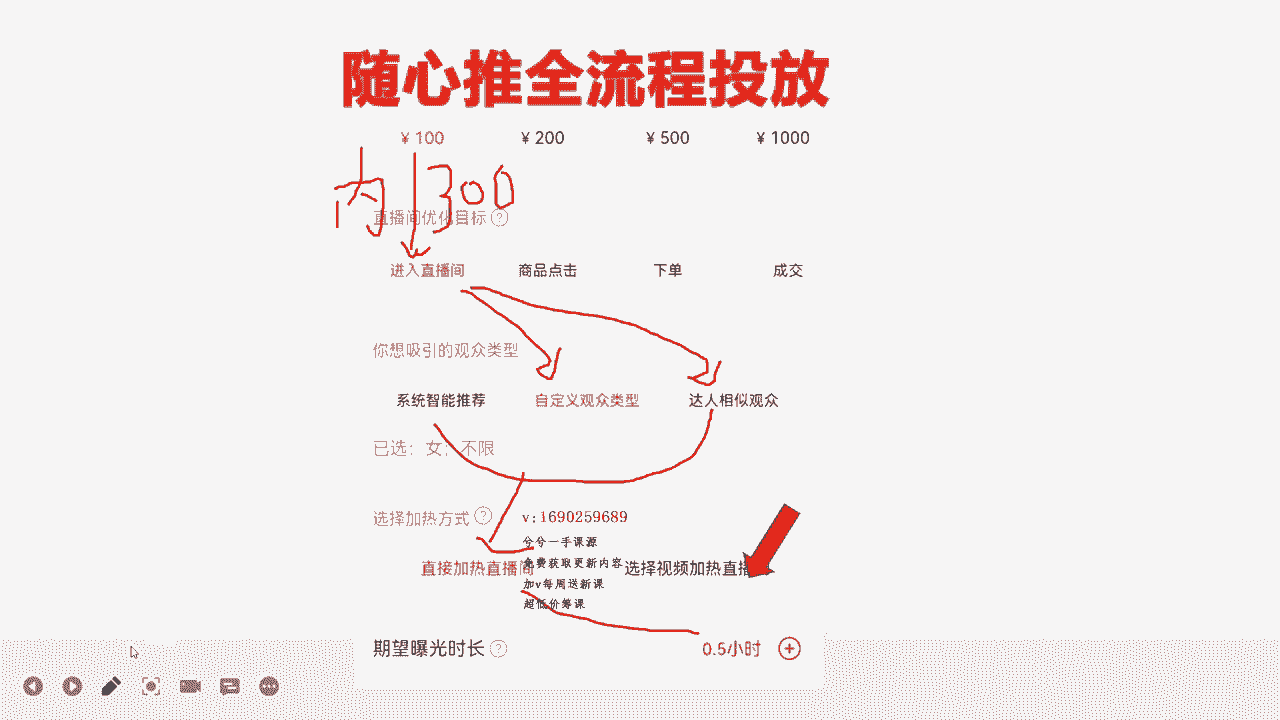 随心推全流程投放
¥ 100 ¥ 200 ¥ 500 ¥ 1000
内 300
直播间优化目标 ?
进入直播间 商品点击 下单 成交
你想吸引的观众类型
系统智能推荐 自定义观众类型 达人相似观众
已选：女；不限
选择加热方式 ? v:1690259689
兮兮一手课源
直接加热直播间 免费获取更新内容 选择视频加热直播
加v每周送新课
超低价筹课
期望曝光时长 ? 0.5小时 +